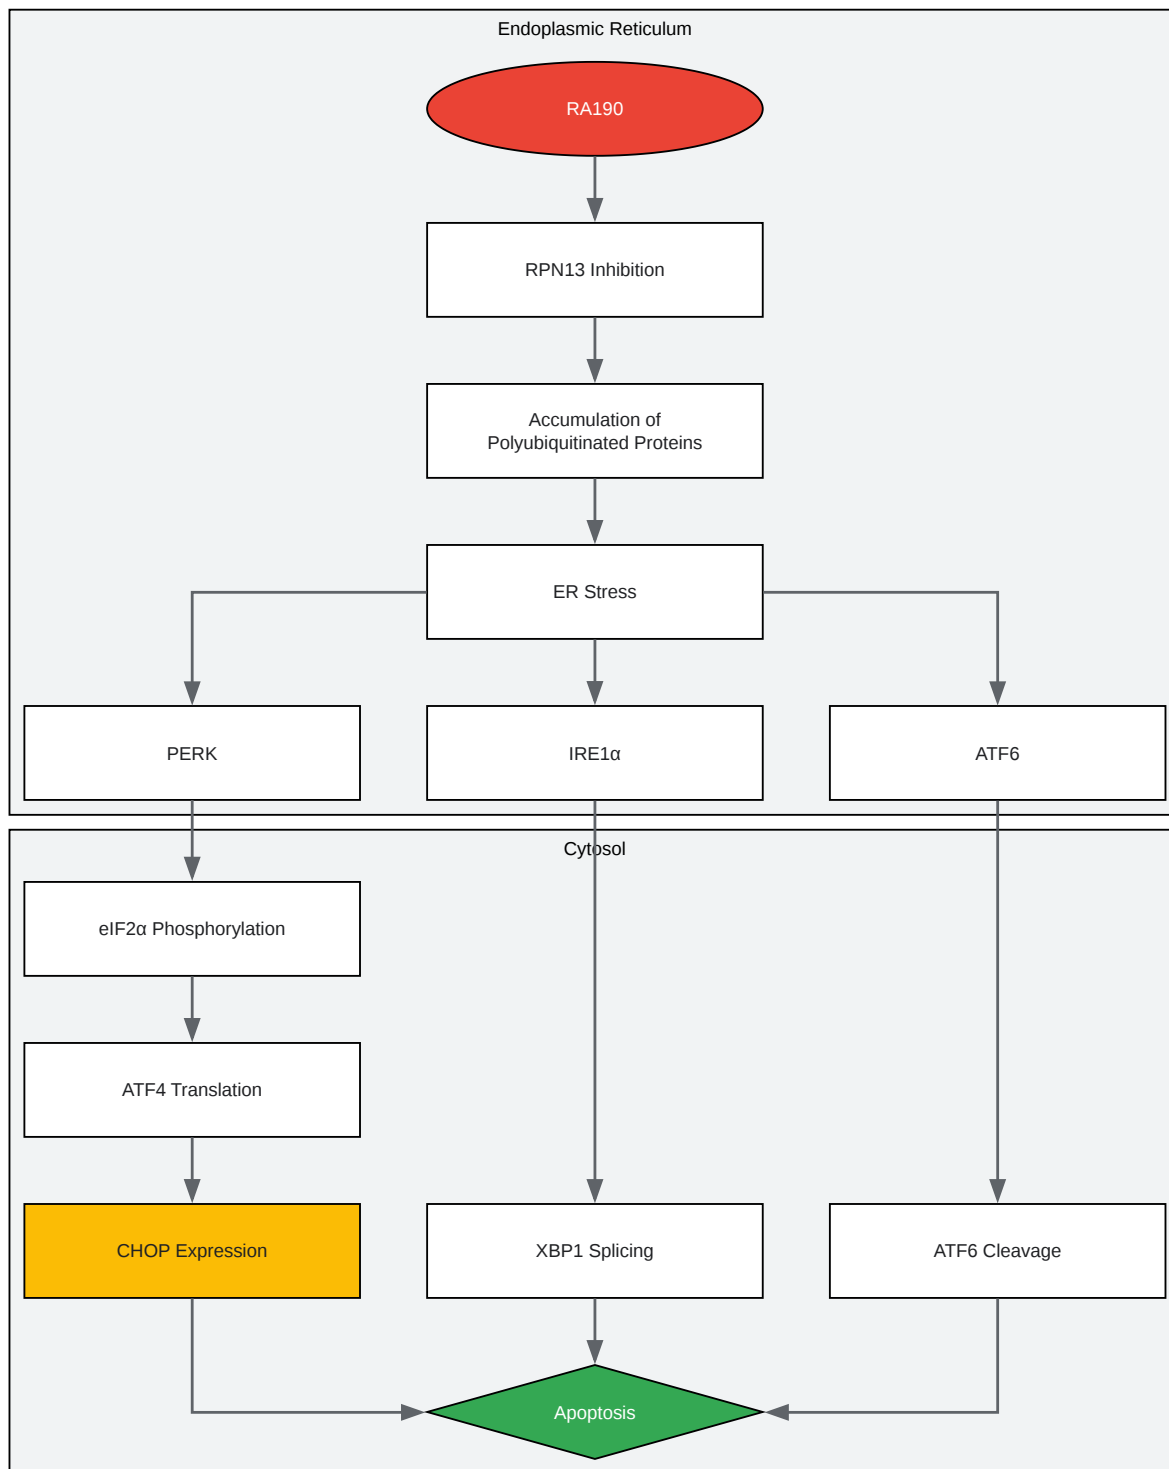 Endoplasmic Reticulum
RA190
RPN13 Inhibition
Accumulation of
Polyubiquitinated Proteins
ER Stress
PERK
IRE1α
ATF6
Cytosol
eIF2α Phosphorylation
ATF4 Translation
CHOP Expression
XBP1 Splicing
ATF6 Cleavage
Apoptosis